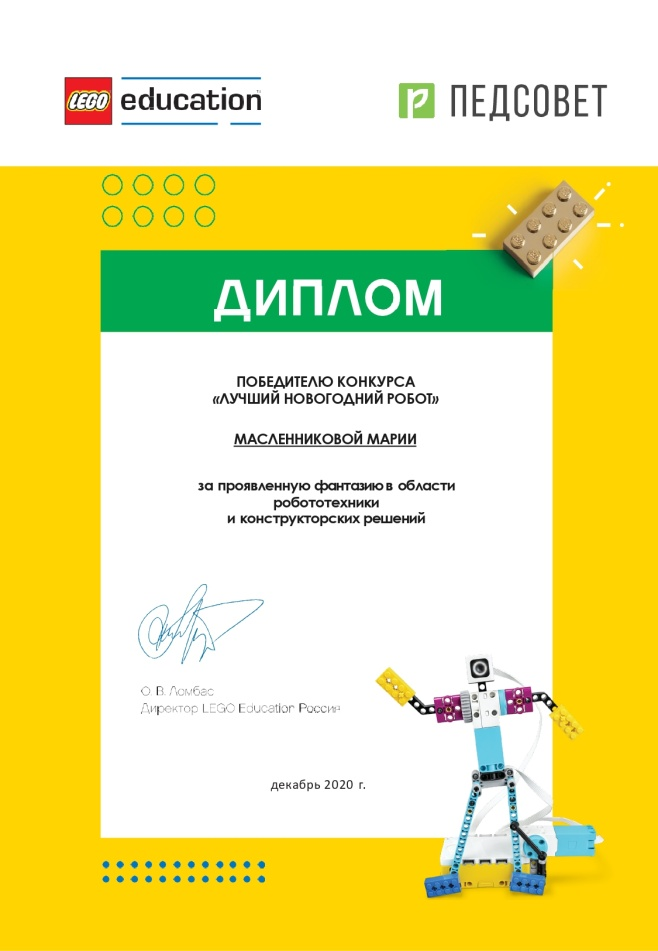 LEGO education
ПЕДСОВЕТ
ДИПЛОМ
ПОБЕДИТЕЛЮ КОНКУРСА
«ЛУЧШИЙ НОВОГОДНИЙ РОБОТ»
МАСЛЕННИКОВОЙ МАРИИ
за проявленную фантазию в области
робототехники
и конструкторских решений
О. В. Ломбас
Директор LEGO Education Россия
декабрь 2020 г.